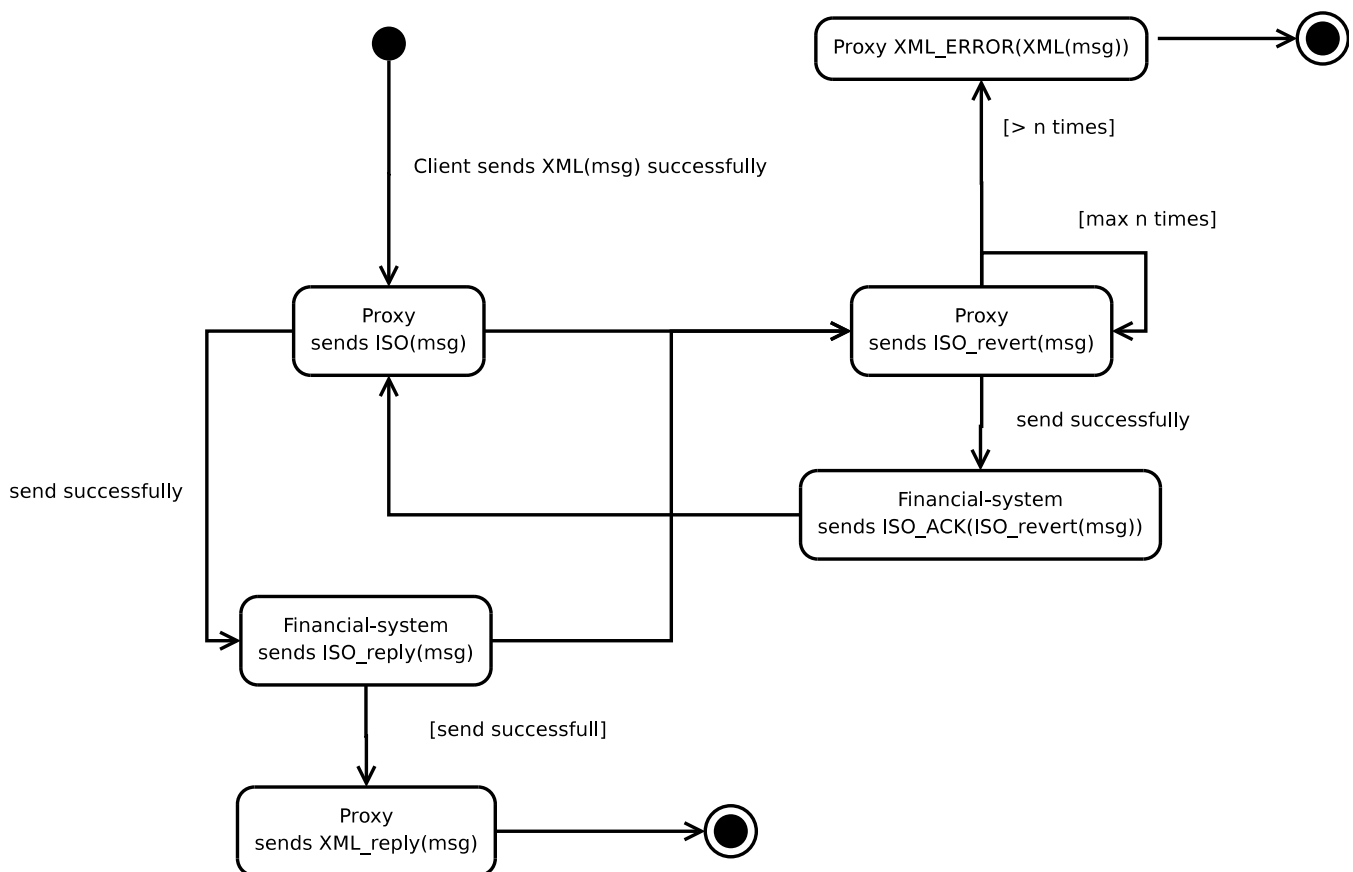 Proxy XML_ERROR(XML(msg))
[> n times]
Client sends XML(msg) successfully
[max n times]
Proxy
sends ISO(msg)
Proxy
sends ISO_revert(msg)
send successfully
send successfully
Financial-system
sends ISO_ACK(ISO_revert(msg))
Financial-system
sends ISO_reply(msg)
[send successfull]
Proxy
sends XML_reply(msg)